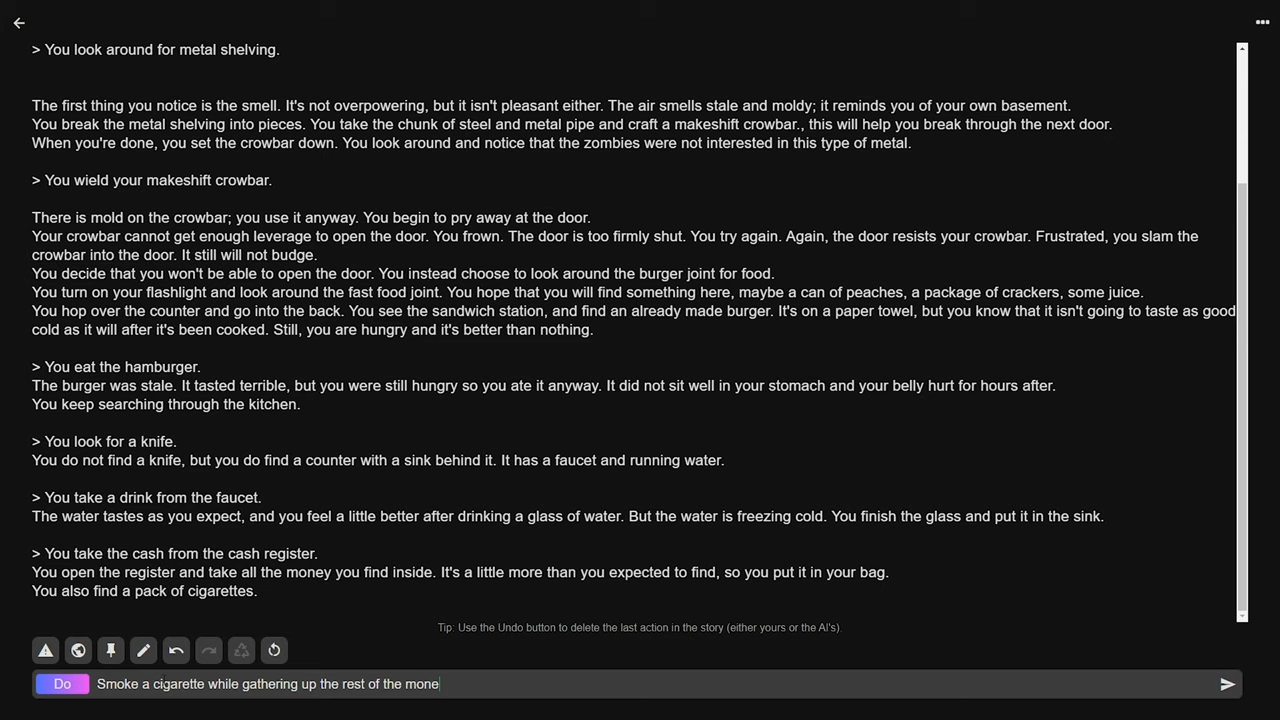 > You look around for metal shelving.
The first thing you notice is the smell. It's not overpowering, but it isn't pleasant either. The air smells stale and moldy; it reminds you of your own basement.
You break the metal shelving into pieces. You take the chunk of steel and metal pipe and craft a makeshift crowbar., this will help you break through the next door.
When you're done, you set the crowbar down. You look around and notice that the zombies were not interested in this type of metal.
> You wield your makeshift crowbar.
There is mold on the crowbar; you use it anyway. You begin to pry away at the door.
Your crowbar cannot get enough leverage to open the door. You frown. The door is too firmly shut. You try again. Again, the door resists your crowbar. Frustrated, you slam the
crowbar into the door. It still will not budge.
You decide that you won't be able to open the door. You instead choose to look around the burger joint for food.
You turn on your flashlight and look around the fast food joint. You hope that you will find something here, maybe a can of peaches, a package of crackers, some juice.
You hop over the counter and go into the back. You see the sandwich station, and find an already made burger. It's on a paper towel, but you know that it isn't going to taste as good
cold as it will after it's been cooked. Still, you are hungry and it's better than nothing.
> You eat the hamburger.
The burger was stale. It tasted terrible, but you were still hungry so you ate it anyway. It did not sit well in your stomach and your belly hurt for hours after.
You keep searching through the kitchen.
> You look for a knife.
You do not find a knife, but you do find a counter with a sink behind it. It has a faucet and running water.
> You take a drink from the faucet.
The water tastes as you expect, and you feel a little better after drinking a glass of water. But the water is freezing cold. You finish the glass and put it in the sink.
> You take the cash from the cash register.
You open the register and take all the money you find inside. It's a little more than you expected to find, so you put it in your bag.
You also find a pack of cigarettes.
Tip: Use the Undo button to delete the last action in the story (either yours or the AI's).
Do Smoke a cigarette while gathering up the rest of the mone